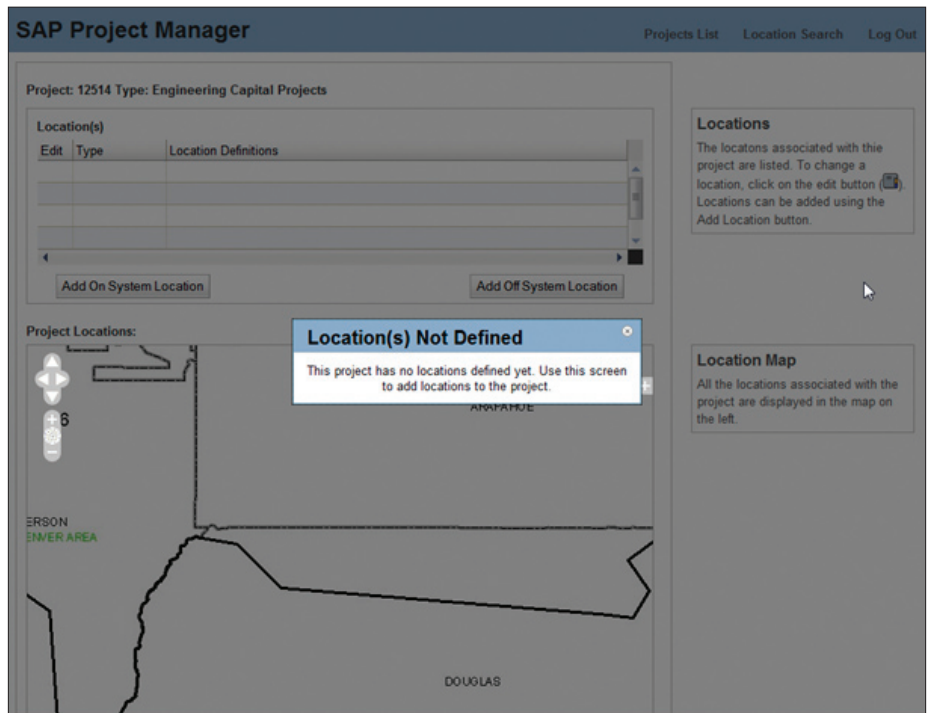 SAP Project Manager
Projects List Location Search Log Out
Project: 12514 Type: Engineering Capital Projects
Location(s)
Edit Type Location Definitions
Add On System Location Add Off System Location
Locations
The locatons associated with thie
project are listed. To change a
location, click on the edit button ( ).
Locations can be added using the
Add Location button.
Project Locations:
Location(s) Not Defined
This project has no locations defined yet. Use this screen
to add locations to the project.
Location Map
All the locations associated with the
project are displayed in the map on
the left.
ARAPAHOE
6
ERSON
ENVER AREA
DOUGLAS